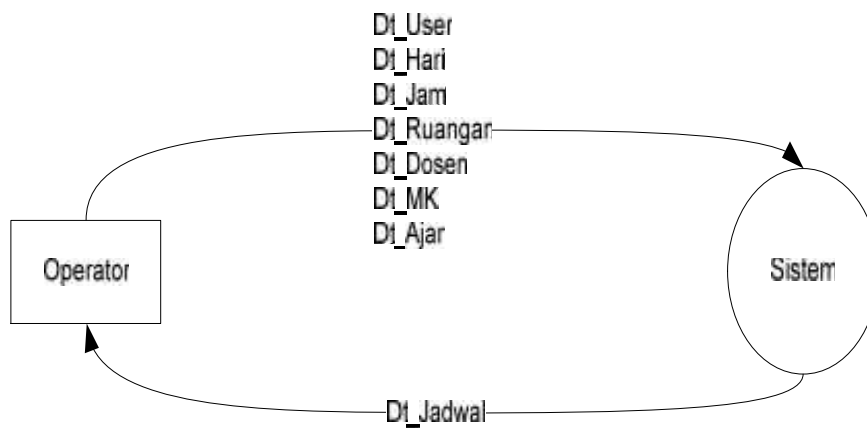 Dt_User
Dt_Hari
Dt_Jam
Dt_Ruangan
Dt_Dosen
Dt_MK
Dt_Ajar
Operator
Sistem
Dt_Jadwal